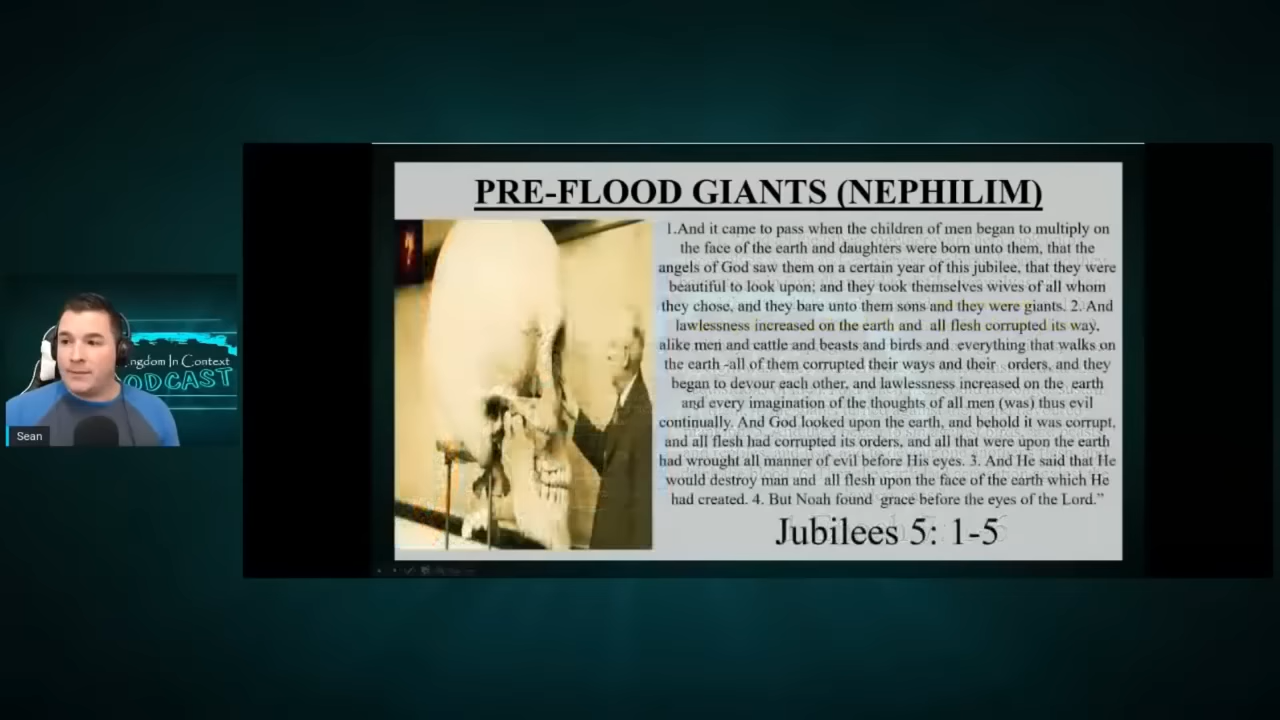 PRE-FLOOD GIANTS (NEPHILIM)
1.And it came to pass when the children of men began to multiply on
the face of the earth and daughters were born unto them, that the
angels of God saw them on a certain year of this jubilee, that they were
beautiful to look upon; and they took themselves wives of all whom
they chose, and they bare unto them sons and they were giants. 2. And
lawlessness increased on the earth and all flesh corrupted its way,
alike men and cattle and beasts and birds and everything that walks on
the earth -all of them corrupted their ways and their orders, and they
began to devour each other, and lawlessness increased on the earth
and every imagination of the thoughts of all men (was) thus evil
continually. And God looked upon the earth, and behold it was corrupt,
and all flesh had corrupted its orders, and all that were upon the earth
had wrought all manner of evil before His eyes. 3. And He said that He
would destroy man and all flesh upon the face of the earth which He
had created. 4. But Noah found grace before the eyes of the Lord.”
Jubilees 5: 1-5
ngdom In Context
ODCAST
Sean